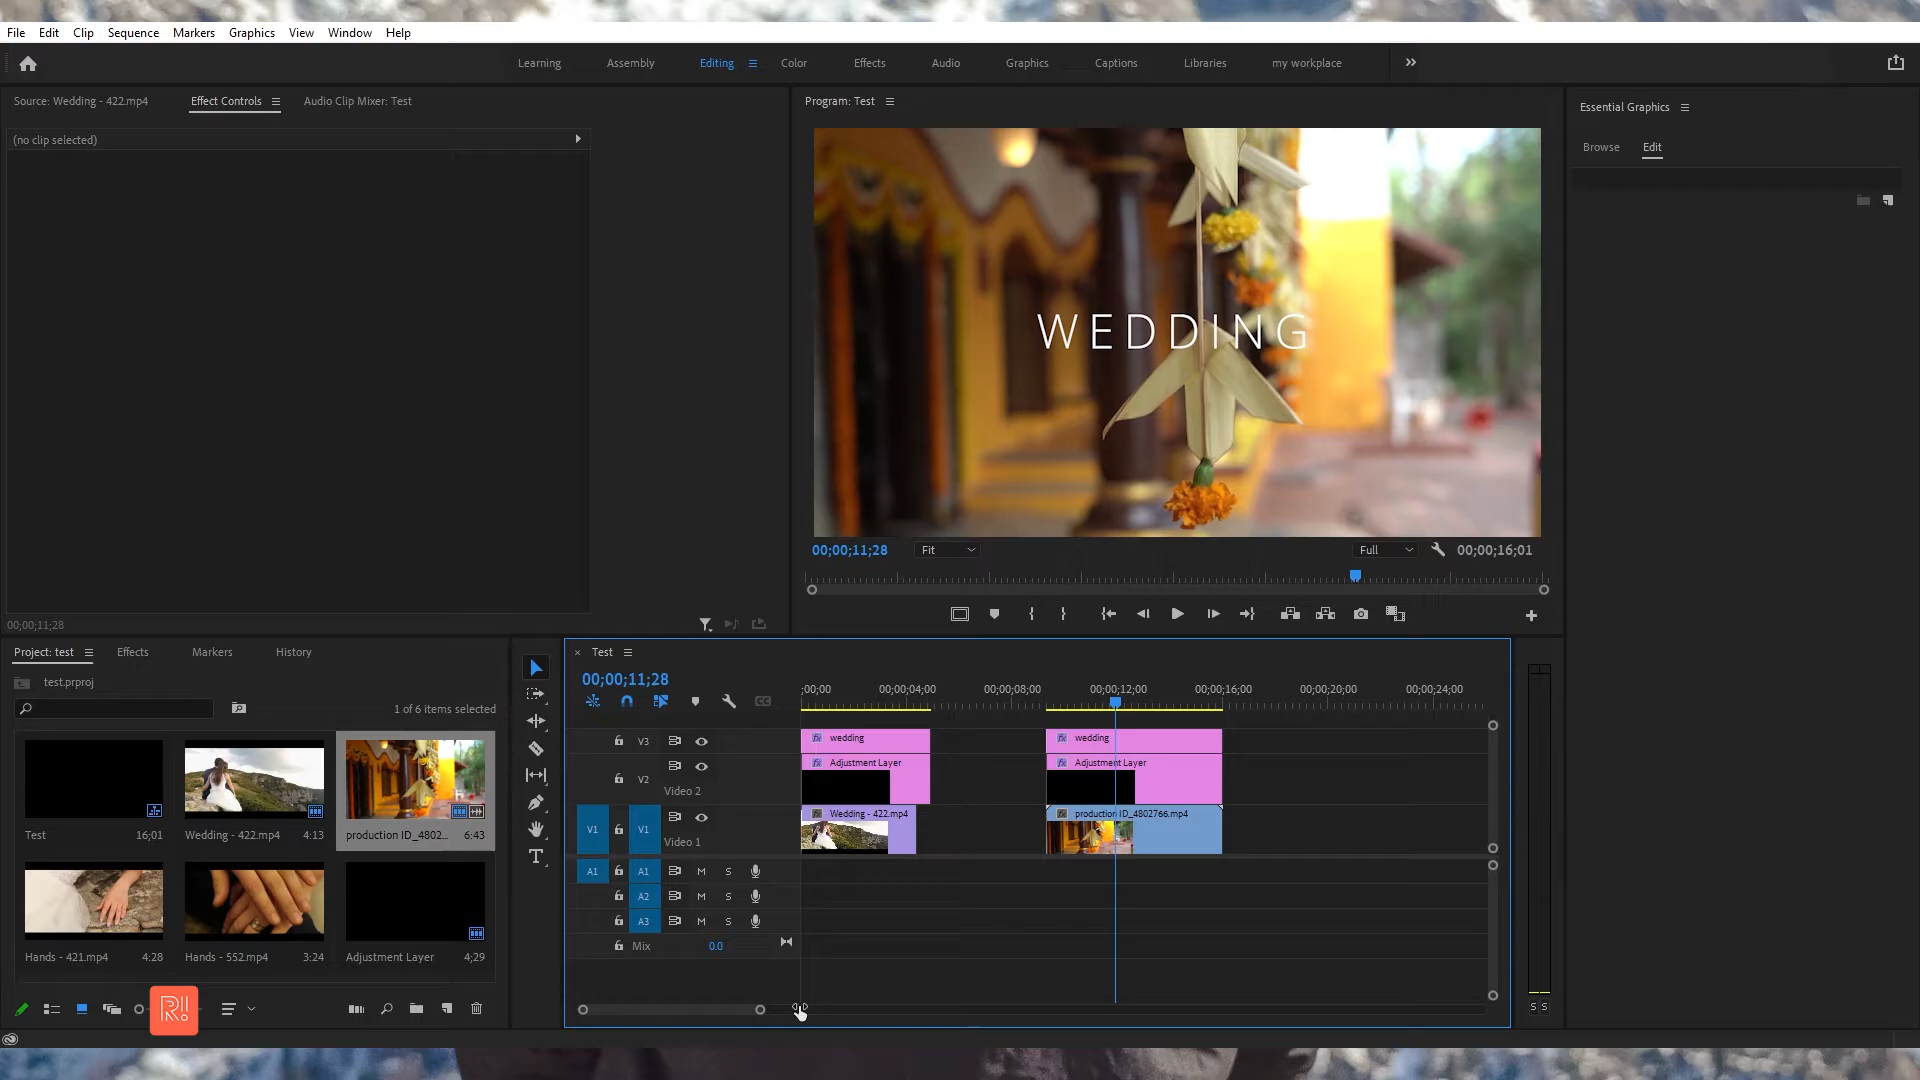 File Edit Clip Sequence Markers Graphics View Window Help
Learning Assembly Editing Color Effects Audio Graphics Captions Libraries my workplace
Source: Wedding - 422.mp4 Effect Controls Audio Clip Mixer: Test
Program: Test
Essential Graphics
(no clip selected)
Browse Edit
WEDDING
00;00;11;28 Fit Full 00;00;16;01
00;00;11;28
Project: test Effects Markers History
test.prproj
1 of 6 items selected
Test 16;01
Wedding - 422.mp4 4:13
production ID_4802... 6:43
Hands - 421.mp4 4:28
Hands - 552.mp4 3:24
Adjustment Layer 4;29
R!
Test
00;00;11;28
;00;00 00;00;04;00 00;00;08;00 00;00;12;00 00;00;16;00 00;00;20;00 00;00;24;00
V3 fx wedding fx wedding
V2 Video 2 fx Adjustment Layer fx Adjustment Layer
V1 V1 Video 1 fx Wedding - 422.mp4 fx production ID_4802766.mp4
A1 A1 M S
A2 M S
A3 M S
Mix 0.0
S S